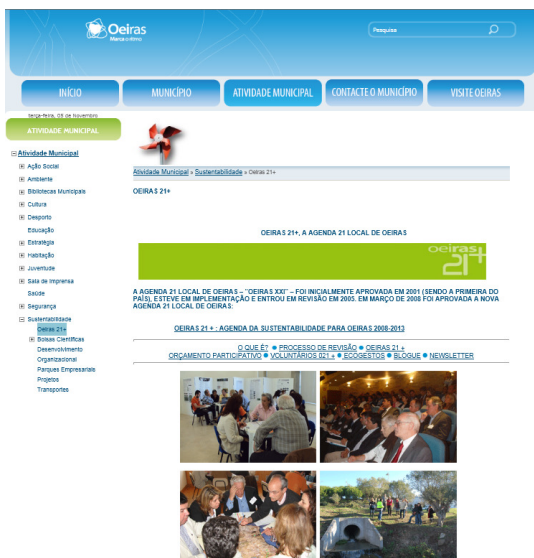 Oeiras
Marca o ritmo
Pesquisa
INÍCIO
MUNICÍPIO
ATIVIDADE MUNICIPAL
CONTACTE O MUNICÍPIO
VISITE OEIRAS
terça-feira, 05 de Novembro
ATIVIDADE MUNICIPAL
Atividade Municipal
Ação Social
Ambiente
Bibliotecas Municipais
Cultura
Desporto
Educação
Estratégia
Habitação
Juventude
Sala de Imprensa
Saúde
Segurança
Sustentabilidade
Oeiras 21+
Bolsas Científicas
Desenvolvimento
Organizacional
Parques Empresariais
Projetos
Transportes
Atividade Municipal » Sustentabilidade » Oeiras 21+
OEIRAS 21+
OEIRAS 21+, A AGENDA 21 LOCAL DE OEIRAS
oeiras
21+
A AGENDA 21 LOCAL DE OEIRAS – "OEIRAS XXI" – FOI INICIALMENTE APROVADA EM 2001 (SENDO A PRIMEIRA DO
PAÍS), ESTEVE EM IMPLEMENTAÇÃO E ENTROU EM REVISÃO EM 2005. EM MARÇO DE 2008 FOI APROVADA A NOVA
AGENDA 21 LOCAL DE OEIRAS:
OEIRAS 21 + : AGENDA DA SUSTENTABILIDADE PARA OEIRAS 2008-2013
O QUE É? ● PROCESSO DE REVISÃO ● OEIRAS 21 +
ORÇAMENTO PARTICIPATIVO ● VOLUNTÁRIOS 021 + ● ECOGESTOS ● BLOGUE ● NEWSLETTER